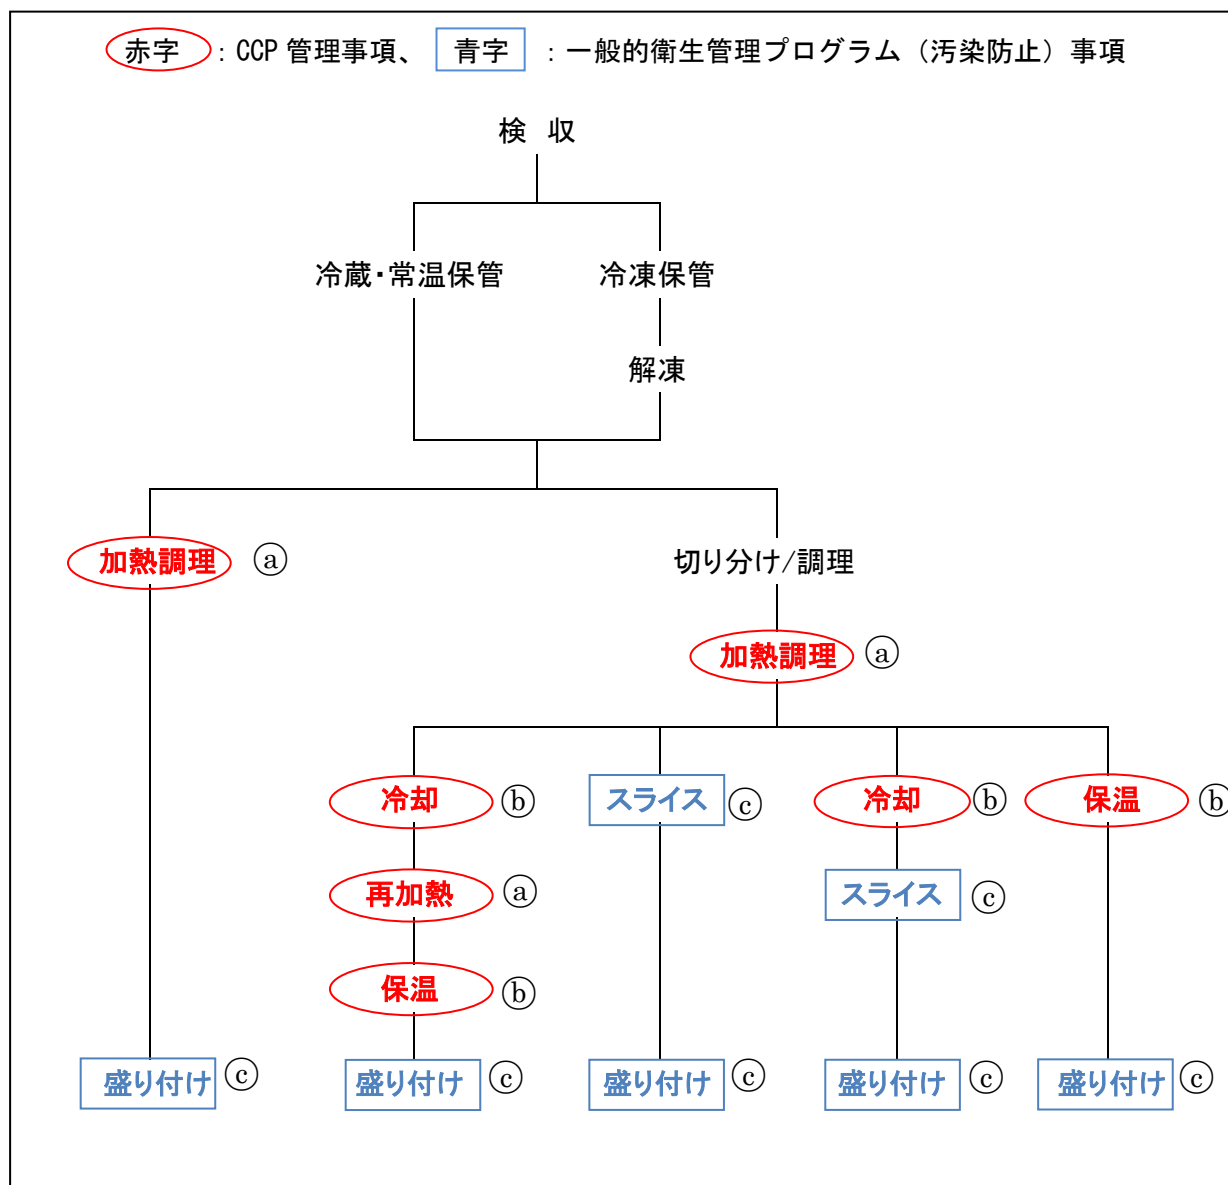 赤字 : CCP 管理事項、 青字 : 一般的衛生管理プログラム（汚染防止）事項
検 収
冷蔵・常温保管 冷凍保管
解凍
加熱調理 ⓐ 切り分け/調理
加熱調理 ⓐ
冷却 ⓑ スライス ⓒ 冷却 ⓑ 保温 ⓑ
再加熱 ⓐ スライス ⓒ
保温 ⓑ
盛り付け ⓒ 盛り付け ⓒ 盛り付け ⓒ 盛り付け ⓒ 盛り付け ⓒ